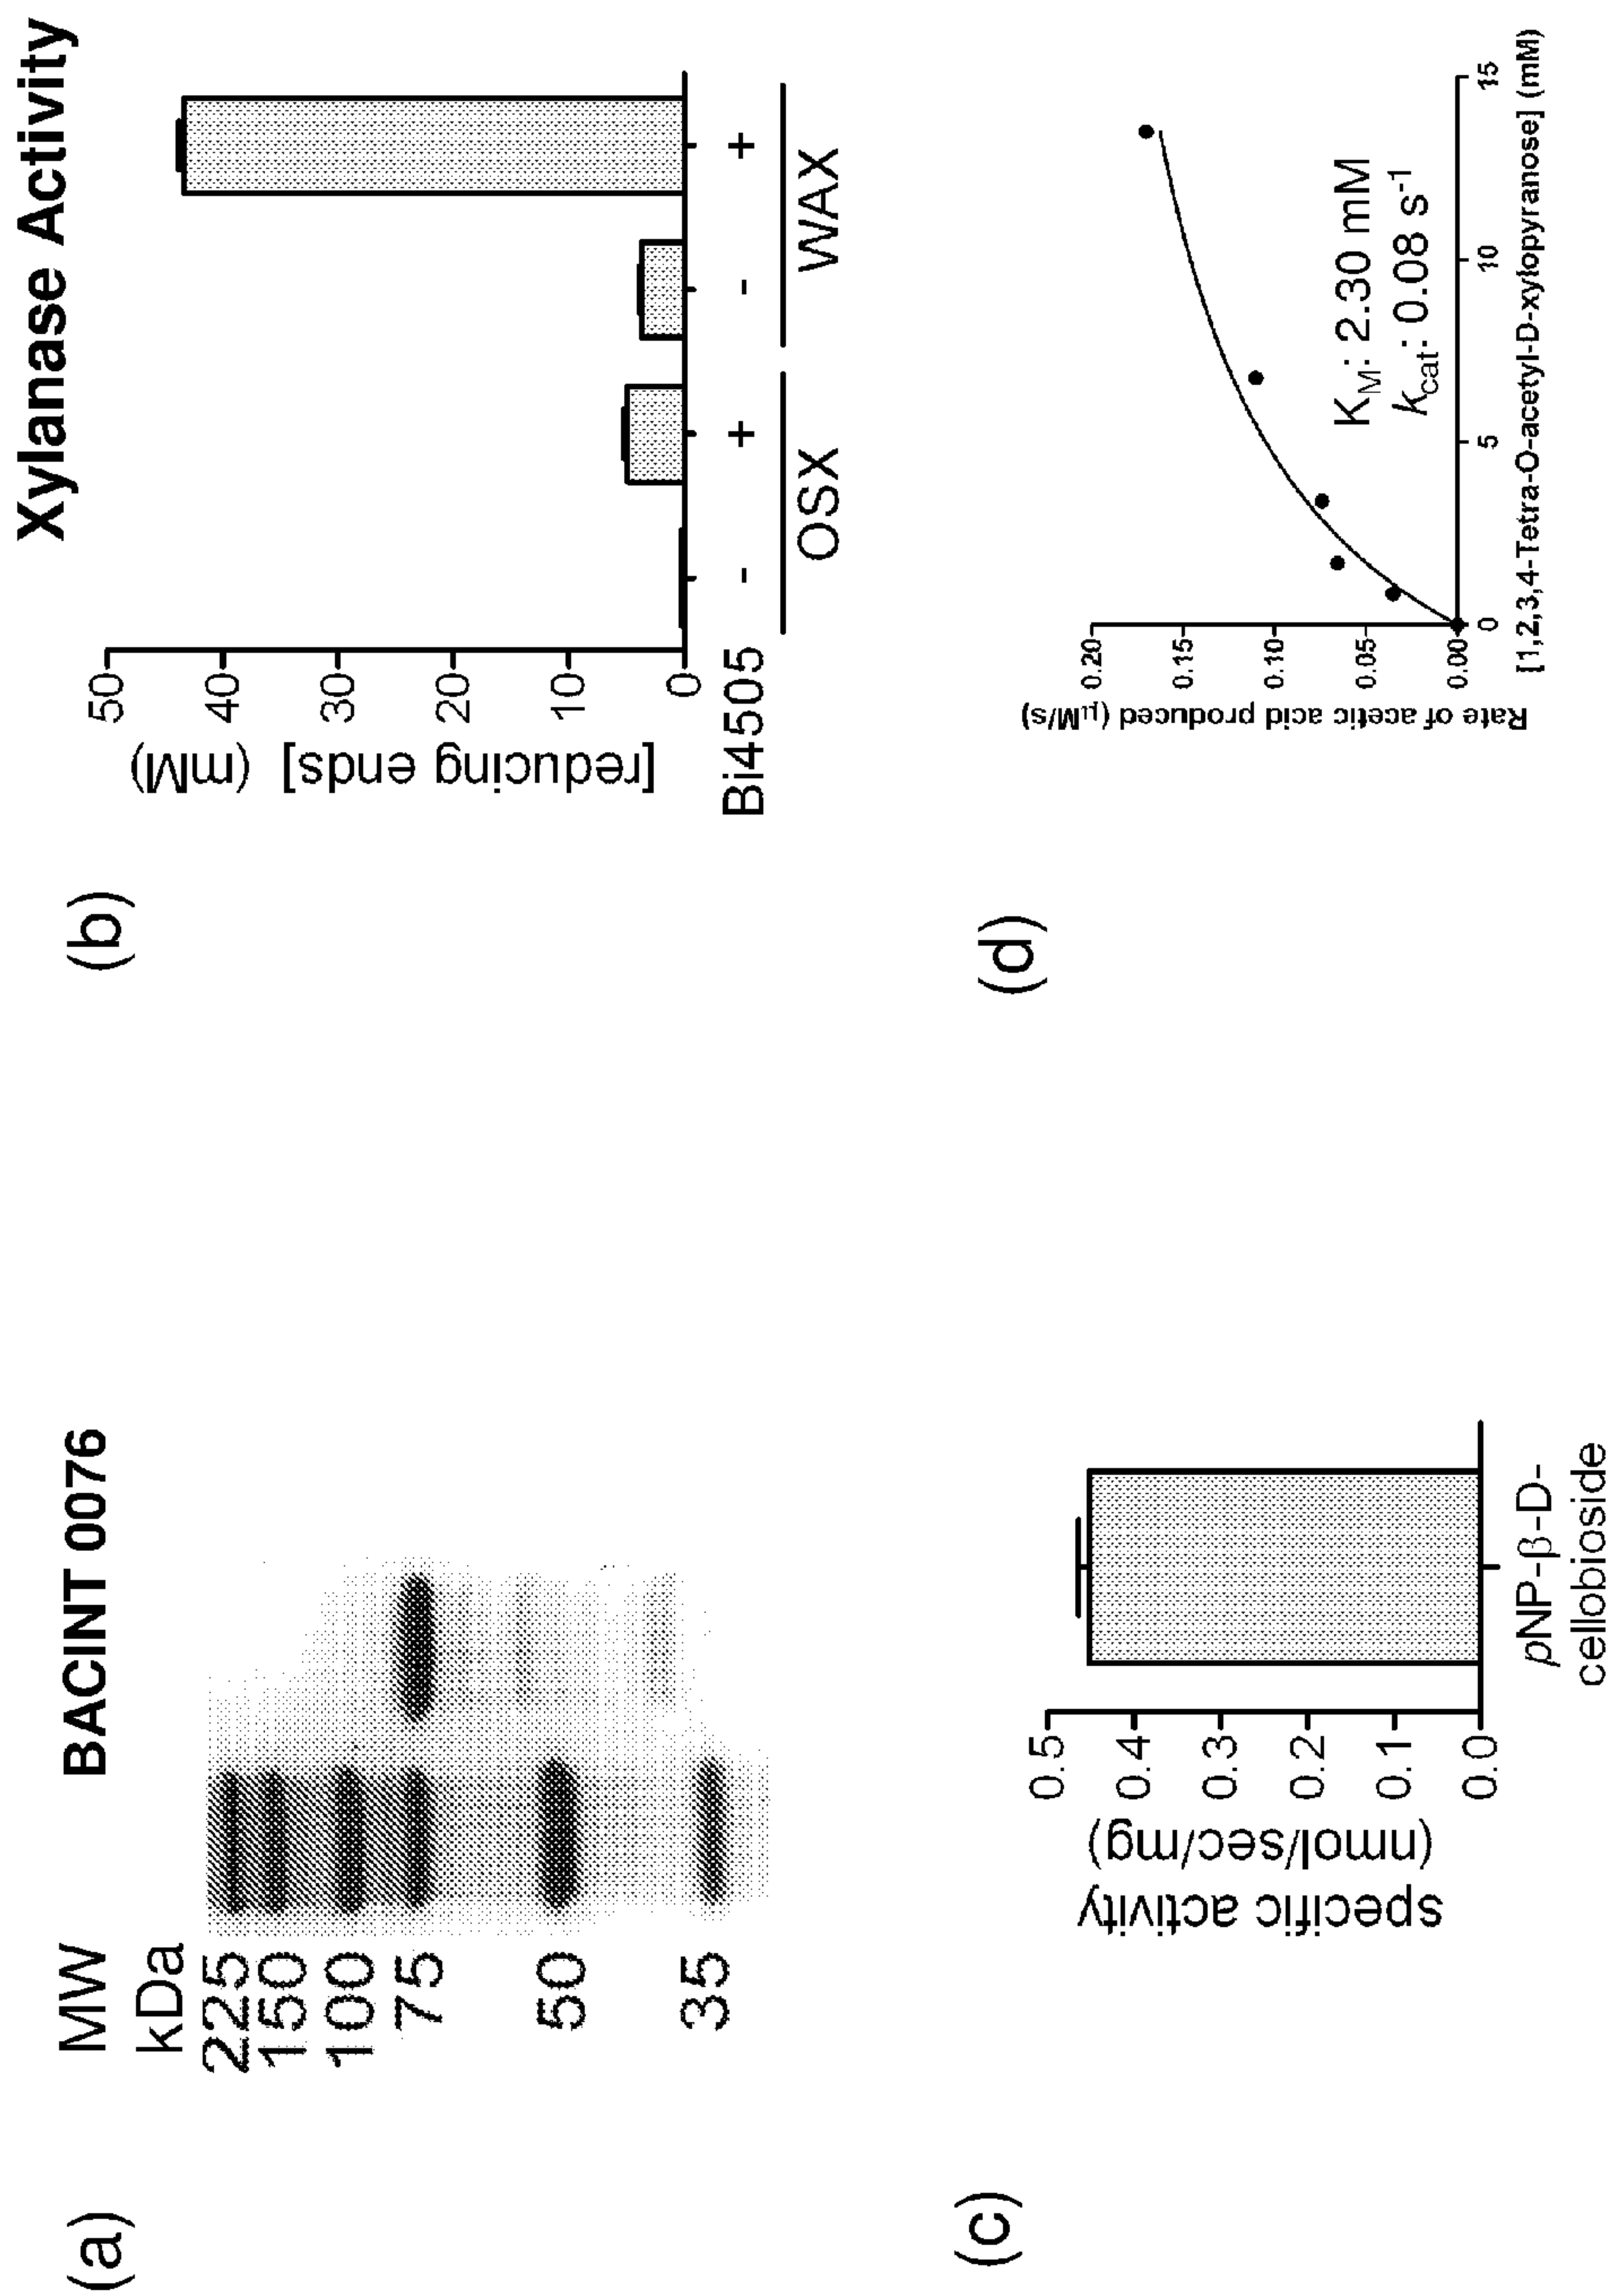 (a)
MW
kDa
BACINT 0076
225
150
100
75
50
35
(b)
Xylanase Activity
[reducing ends] (mM)
50
40
30
20
10
0
Bi4505
- + - +
OSX WAX
(c)
specific activity
(nmol/sec/mg)
0.5
0.4
0.3
0.2
0.1
0.0
pNP-β-D-
cellobioside
(d)
Rate of acetic acid produced (μM/s)
0.20
0.15
0.10
0.05
0.00
K_M: 2.30 mM
k_cat: 0.08 s⁻¹
0 5 10 15
[1,2,3,4-Tetra-O-acetyl-D-xylopyranose] (mM)